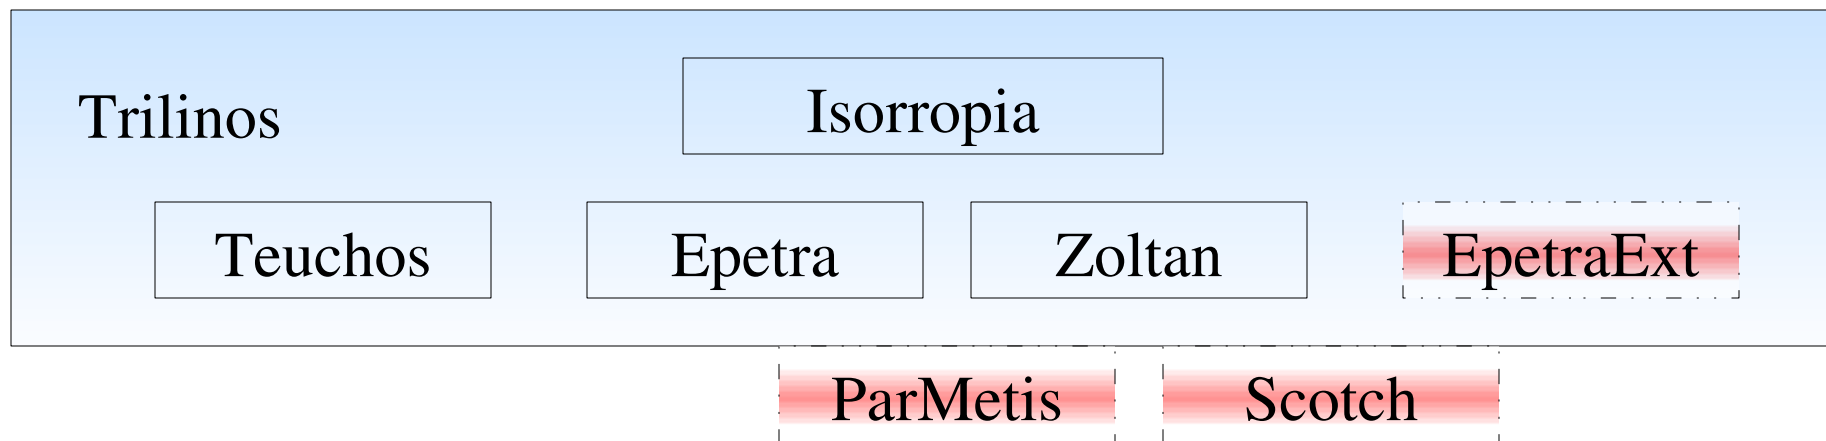 Isorropia
Trilinos
Teuchos
Epetra
Zoltan
EpetraExt
ParMetis
Scotch